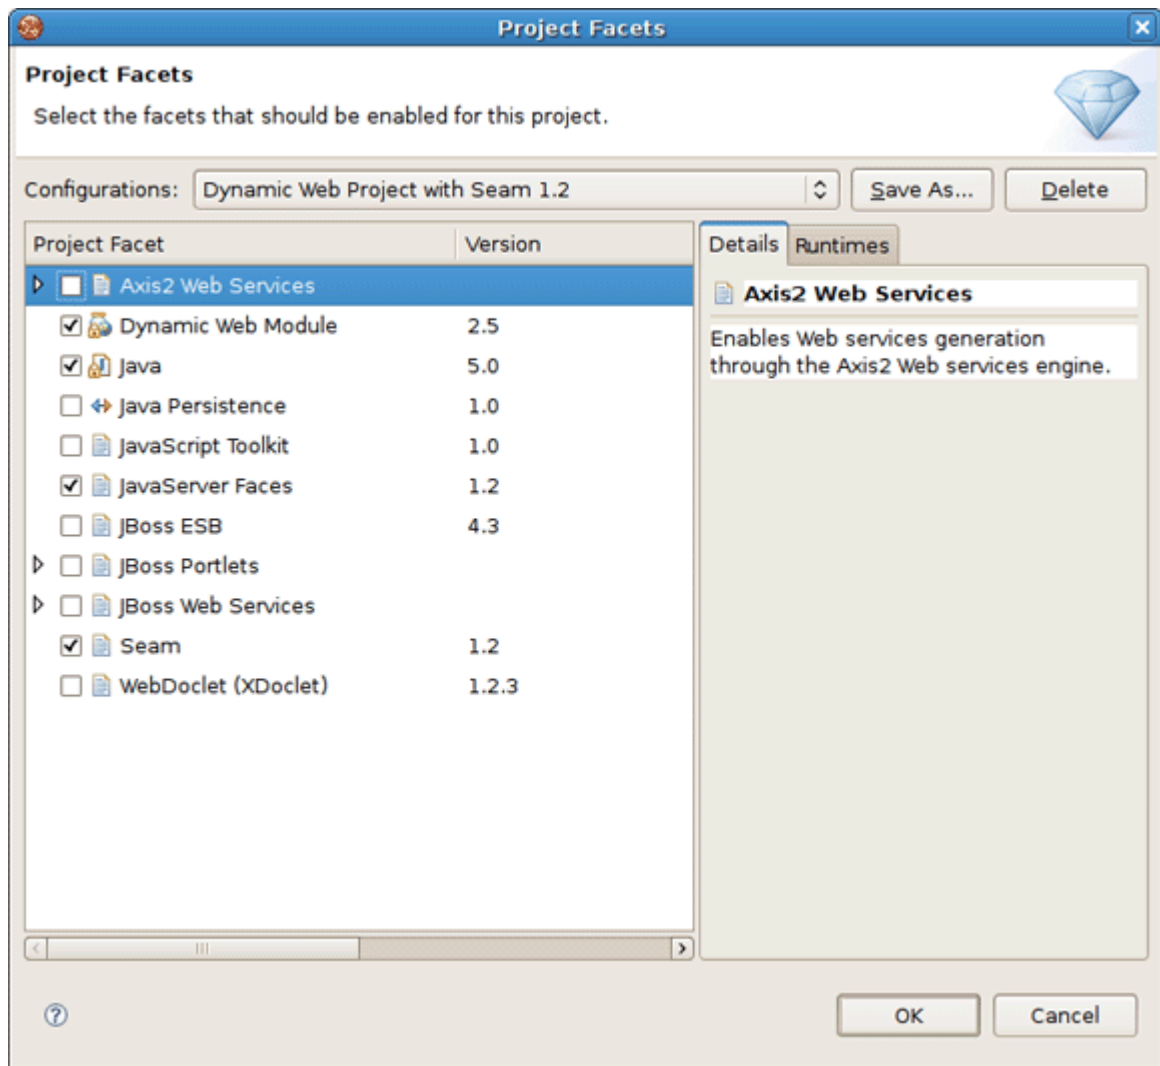 Project Facets
Project Facets
Select the facets that should be enabled for this project.
Configurations: Dynamic Web Project with Seam 1.2 Save As... Delete
Project Facet Version
Axis2 Web Services
Dynamic Web Module 2.5
Java 5.0
Java Persistence 1.0
JavaScript Toolkit 1.0
JavaServer Faces 1.2
JBoss ESB 4.3
JBoss Portlets
JBoss Web Services
Seam 1.2
WebDoclet (XDoclet) 1.2.3
Details Runtimes
Axis2 Web Services
Enables Web services generation
through the Axis2 Web services engine.
OK Cancel